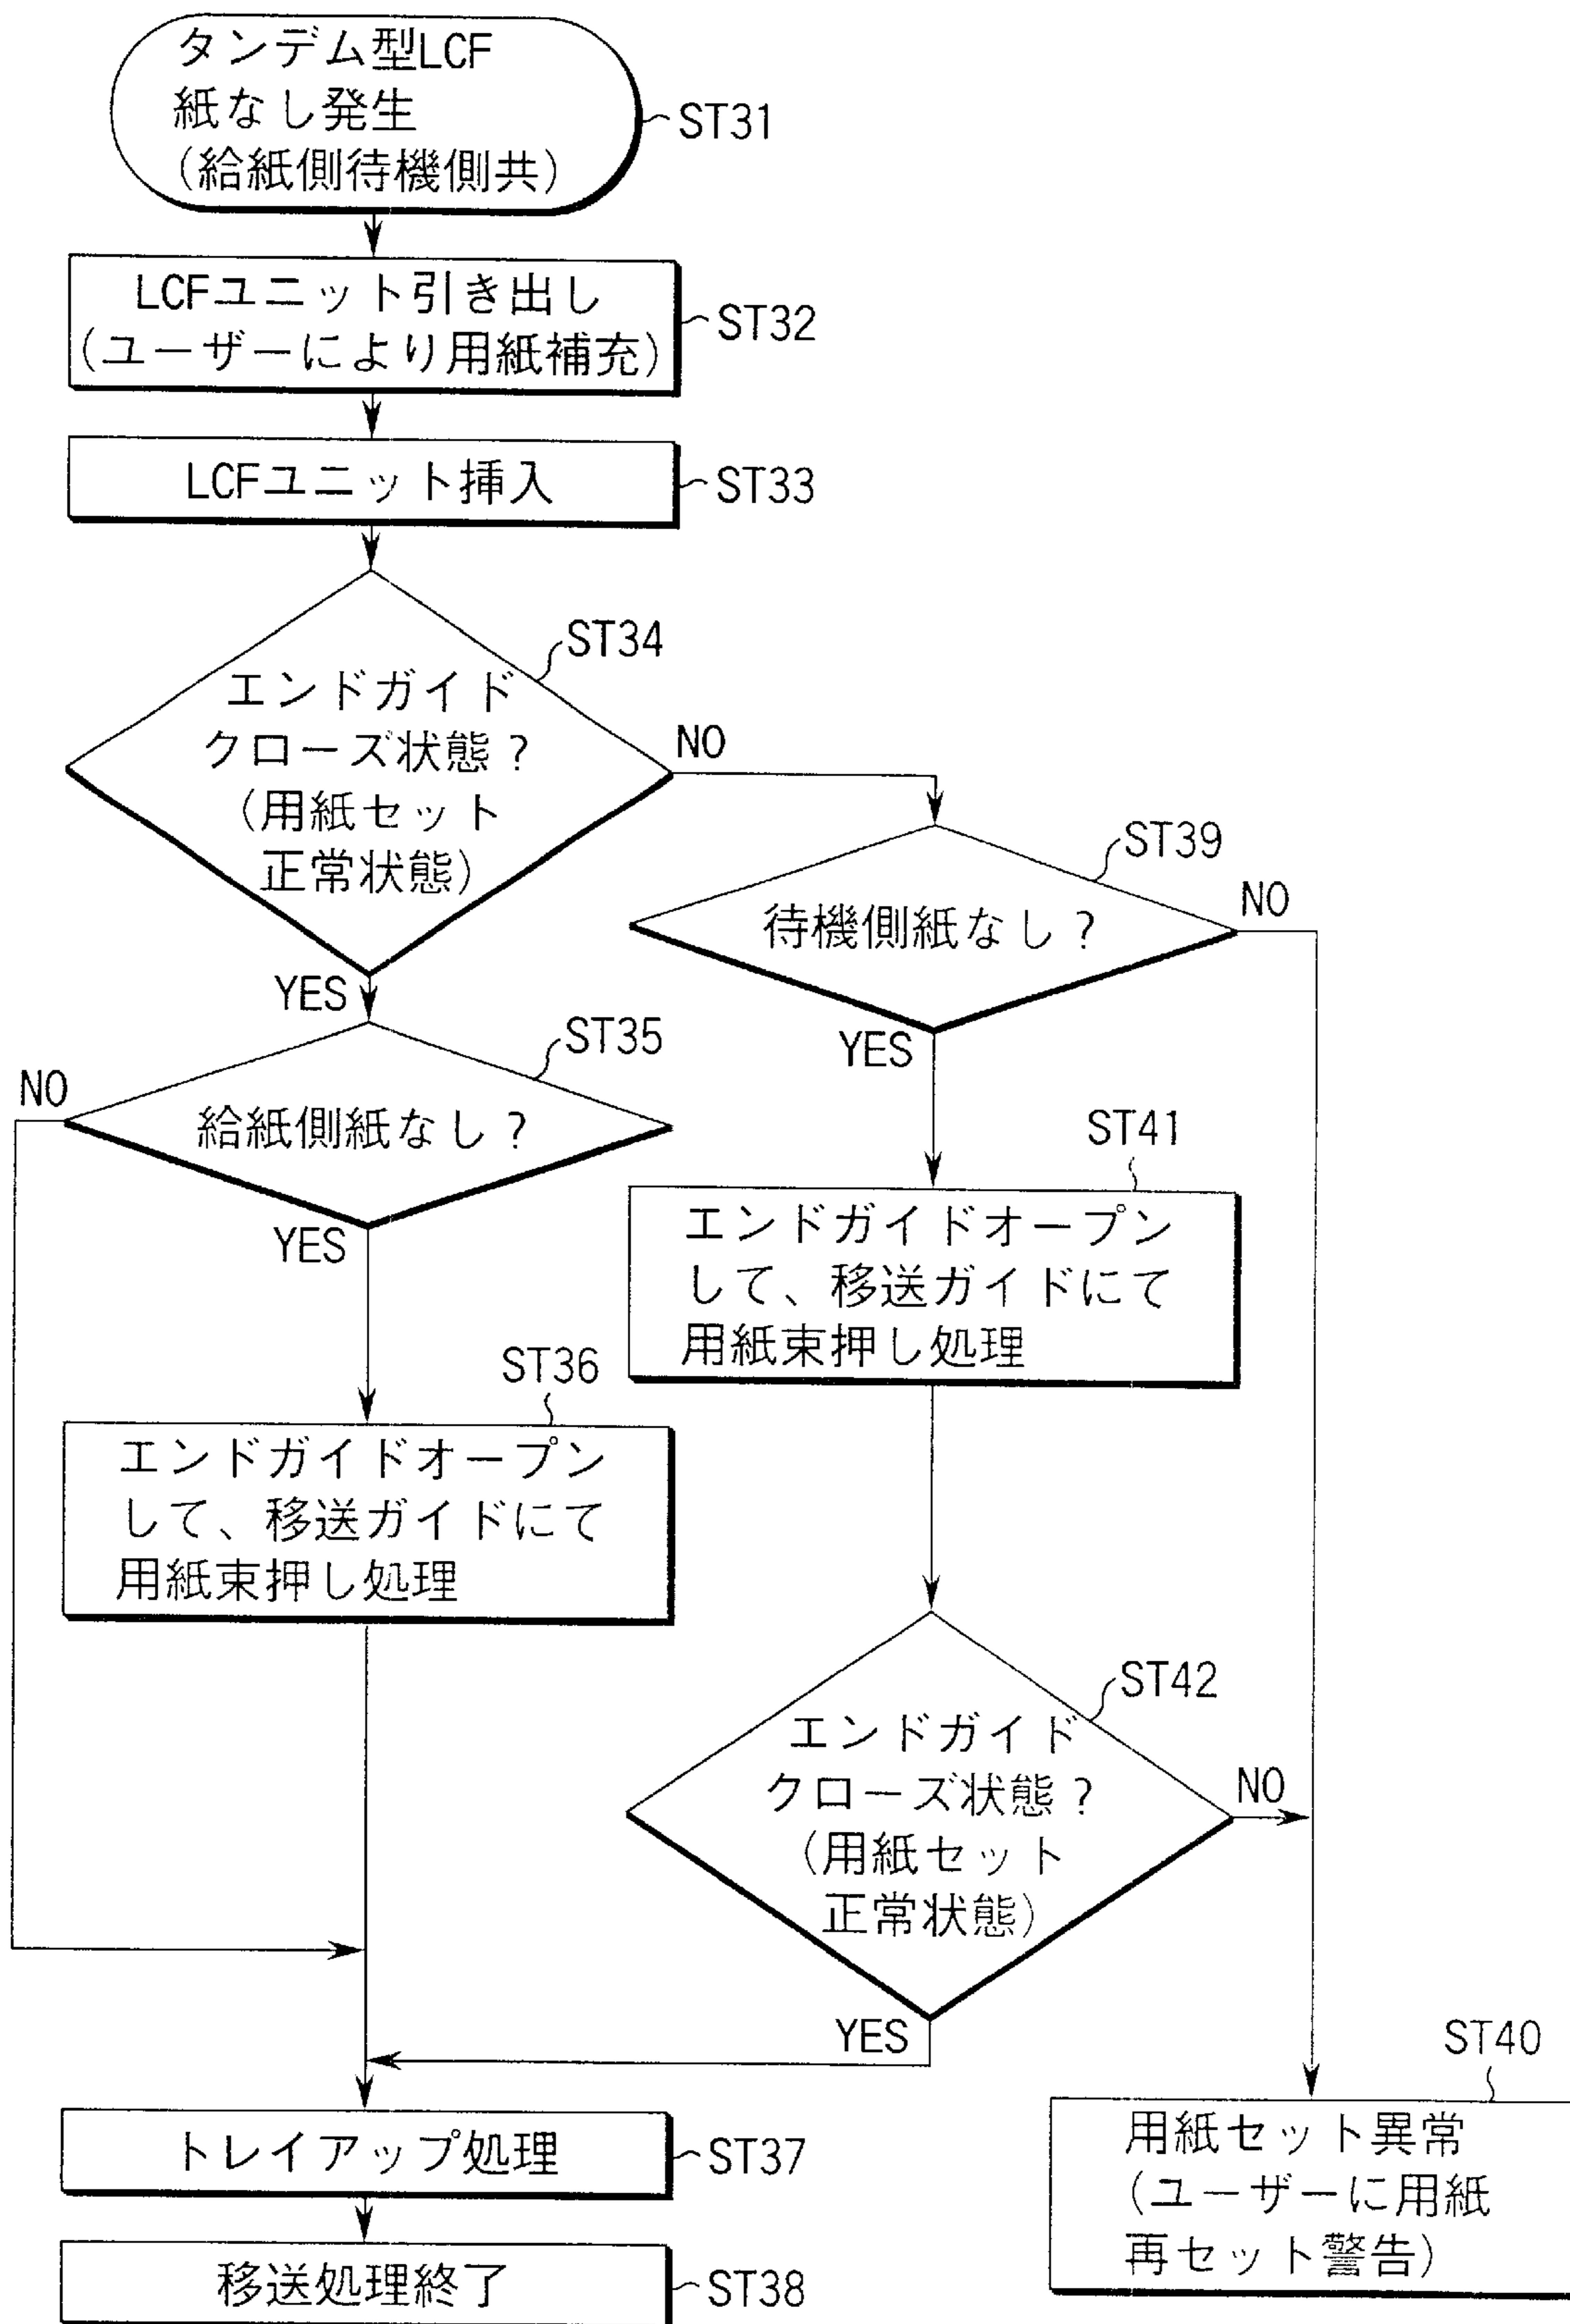 タンデム型LCF
紙なし発生
(給紙側待機側共)
ST31
LCFユニット引き出し
(ユーザーにより用紙補充)
ST32
LCFユニット挿入
ST33
ST34
エンドガイド
クローズ状態?
(用紙セット
正常状態)
NO
YES
ST39
待機側紙なし?
NO
YES
ST35
NO
給紙側紙なし?
YES
ST41
エンドガイドオープン
して、移送ガイドにて
用紙束押し処理
ST36
エンドガイドオープン
して、移送ガイドにて
用紙束押し処理
ST42
エンドガイド
クローズ状態?
(用紙セット
正常状態)
NO
YES
トレイアップ処理
ST37
移送処理終了
ST38
ST40
用紙セット異常
(ユーザーに用紙
再セット警告)